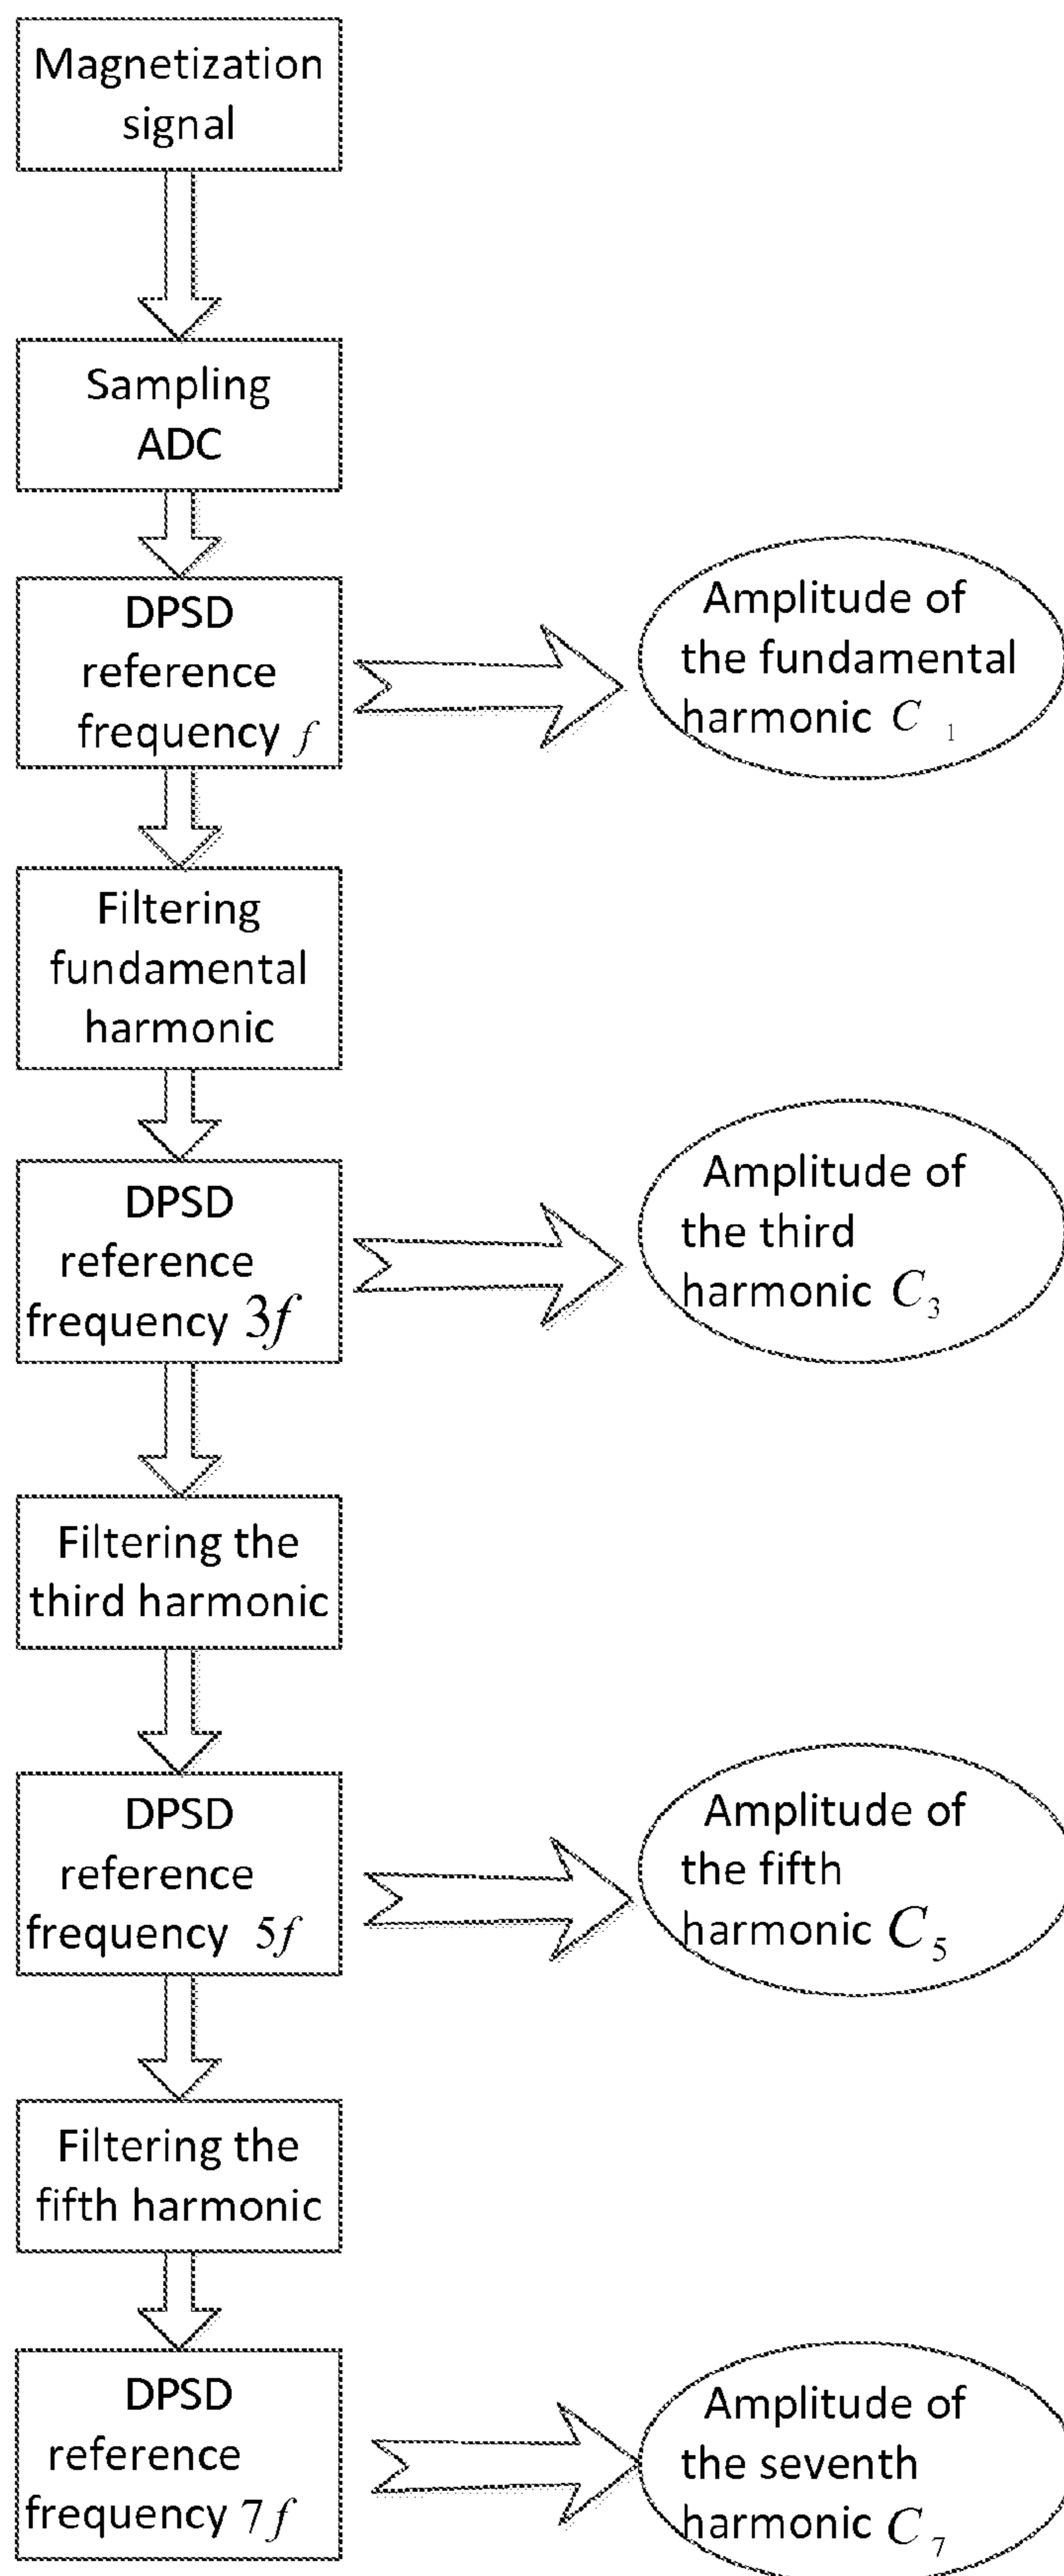 Magnetization
signal
Sampling
ADC
DPSD
reference
frequency f
Amplitude of
the fundamental
harmonic C 1
Filtering
fundamental
harmonic
DPSD
reference
frequency 3f
Amplitude of
the third
harmonic C3
Filtering the
third harmonic
DPSD
reference
frequency 5f
Amplitude of
the fifth
harmonic C5
Filtering the
fifth harmonic
DPSD
reference
frequency 7f
Amplitude of
the seventh
harmonic C7